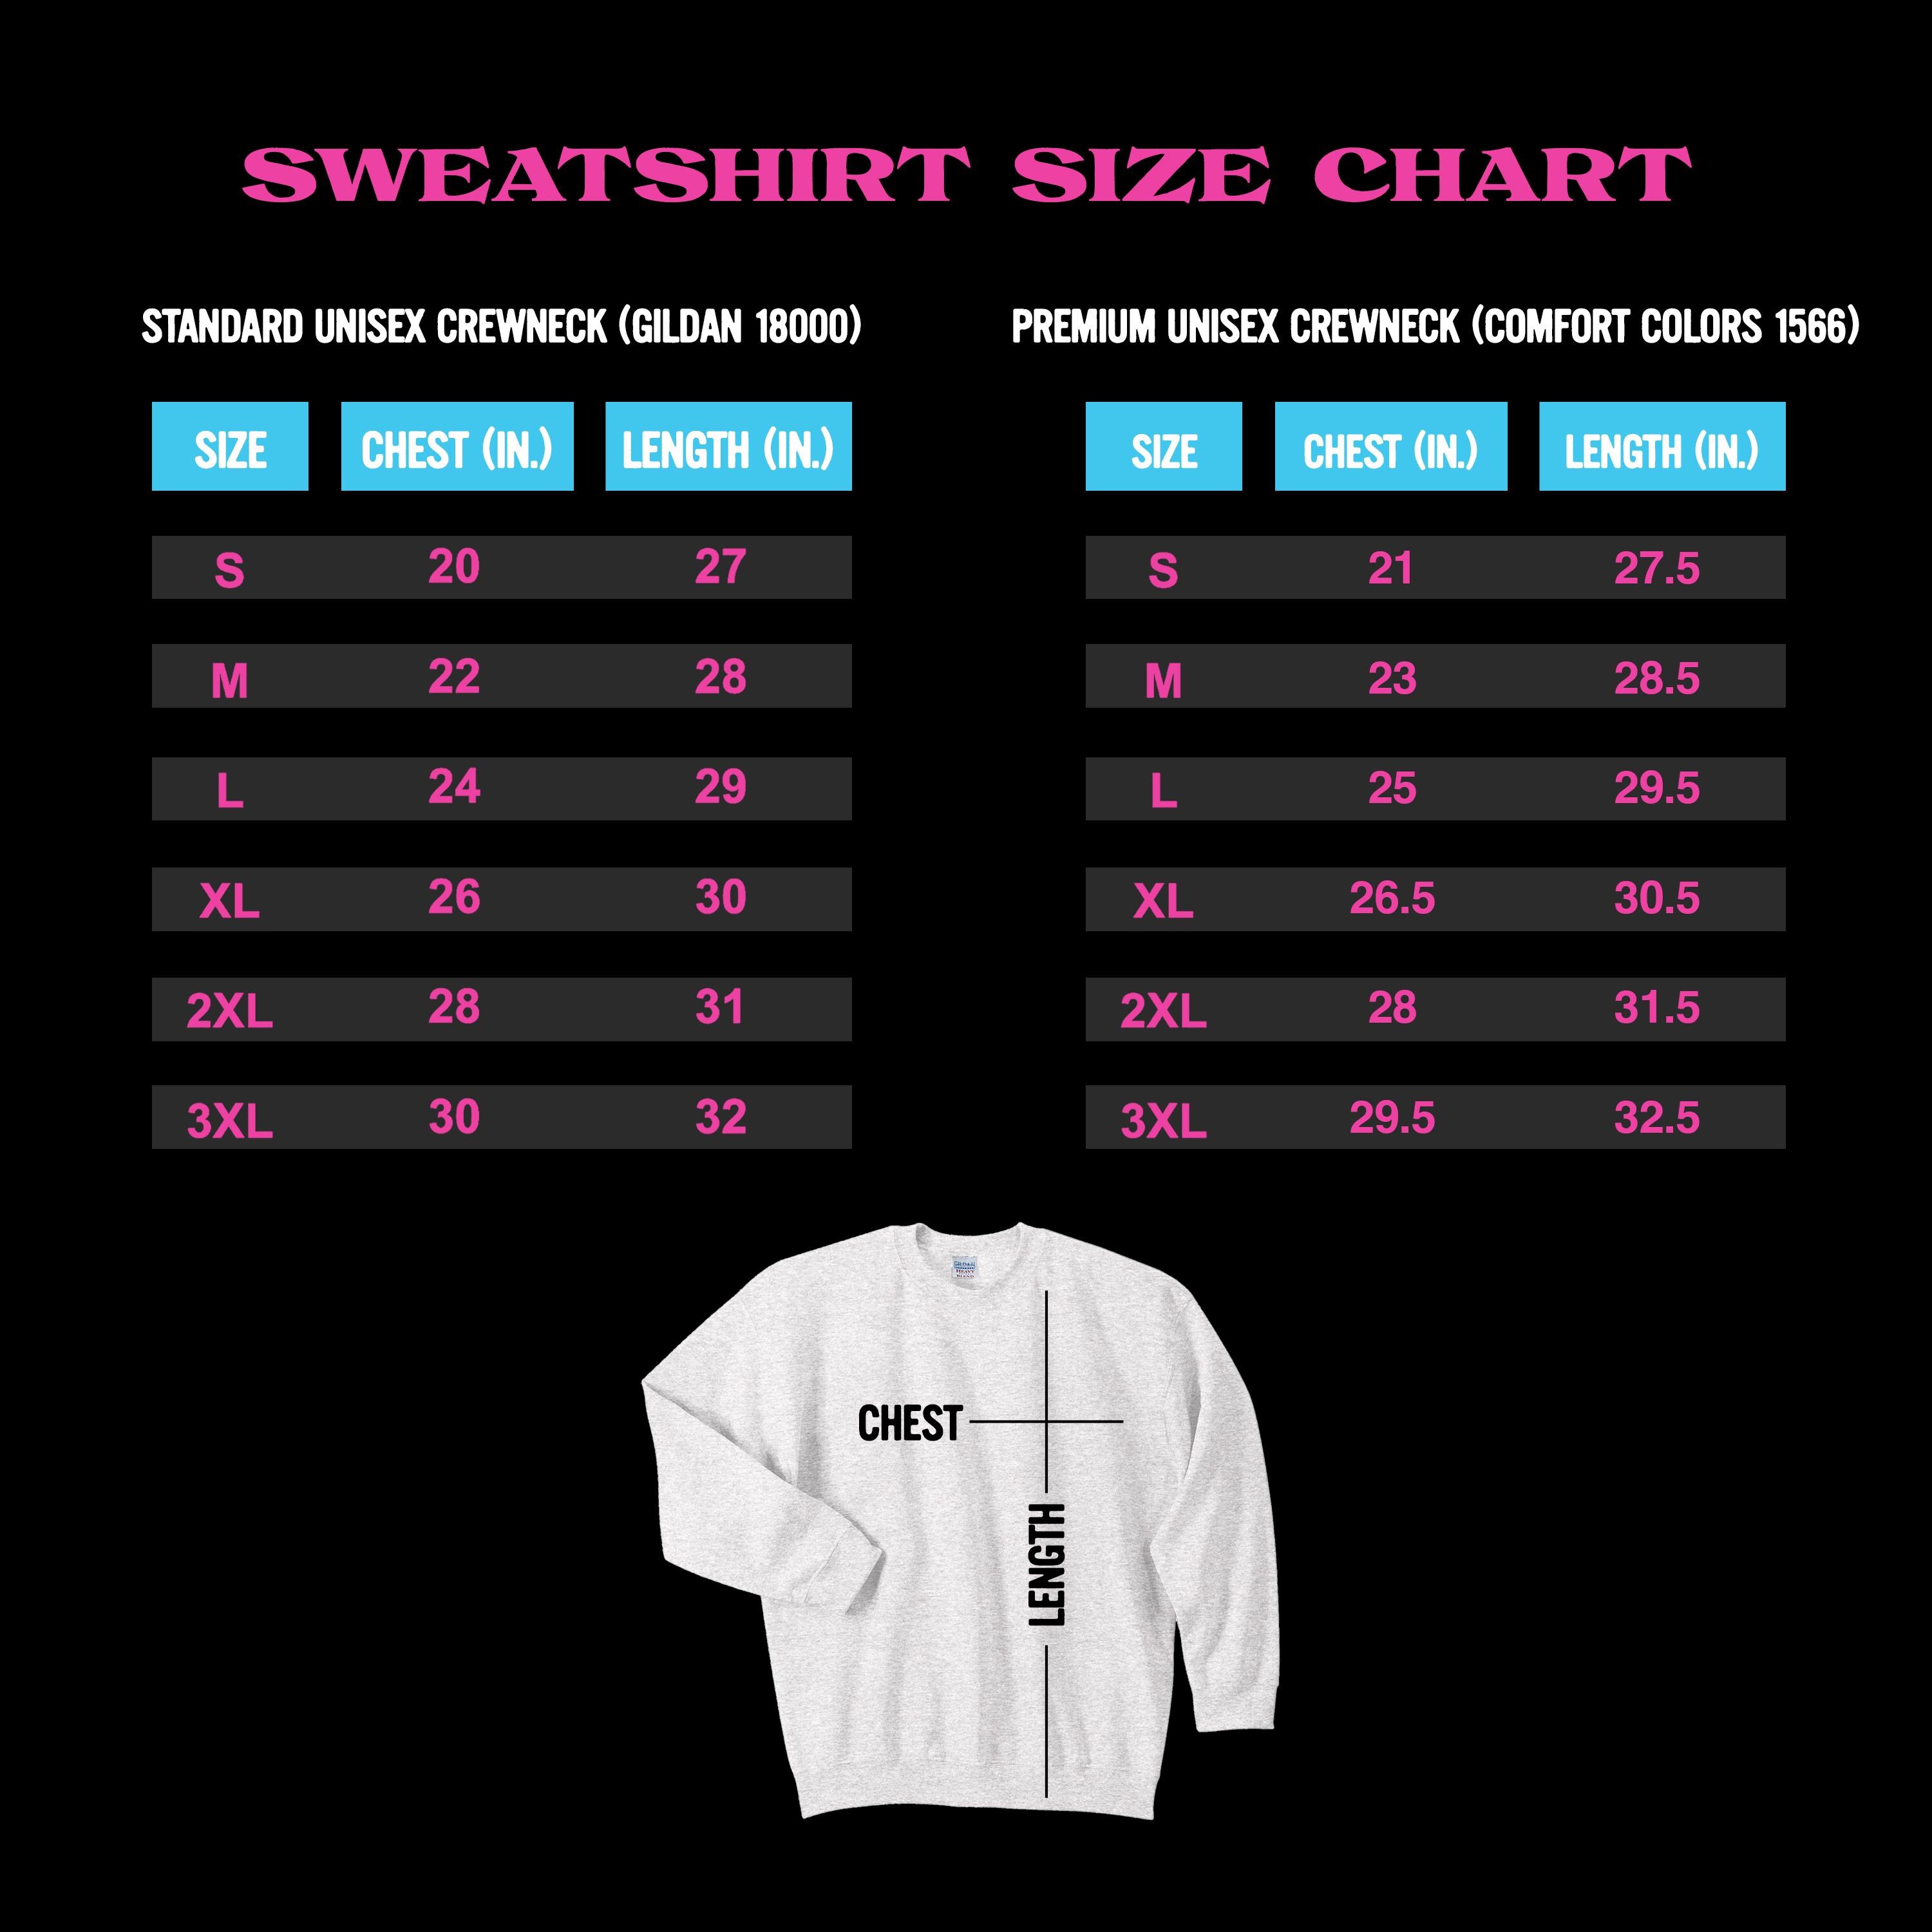 SWEATSHIRT SIZE CHART
STANDARD UNISEX CREWNECK (GILDAN 18000)
SIZE CHEST (IN.) LENGTH (IN.)
S 20 27
M 22 28
L 24 29
XL 26 30
2XL 28 31
3XL 30 32
PREMIUM UNISEX CREWNECK (COMFORT COLORS 1566)
SIZE CHEST (IN.) LENGTH (IN.)
S 21 27.5
M 23 28.5
L 25 29.5
XL 26.5 30.5
2XL 28 31.5
3XL 29.5 32.5
GILDAN
HEAVY
BLEND
CHEST
LENGTH